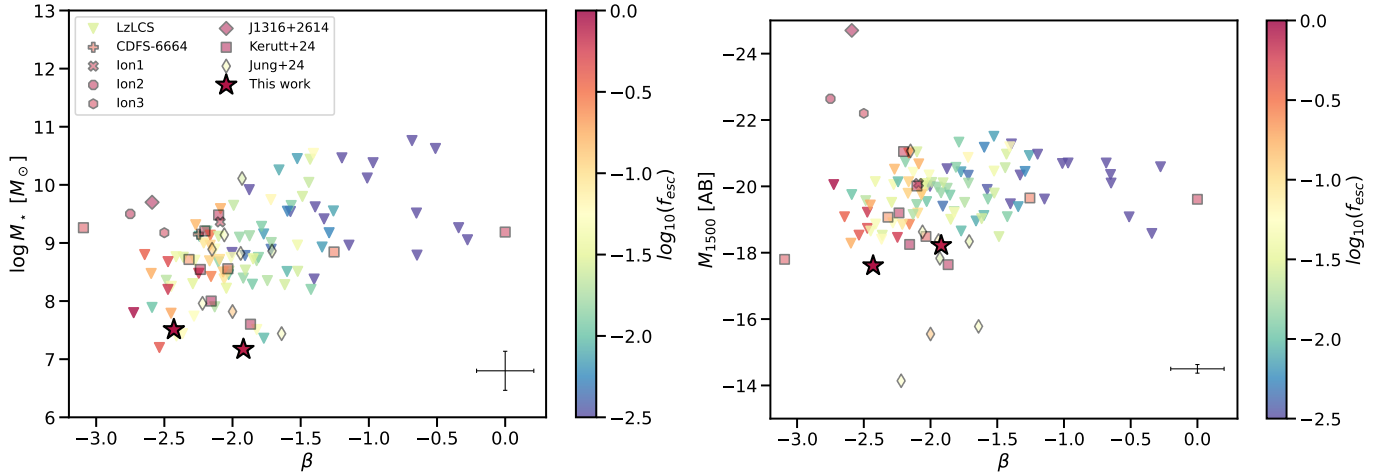 13
12
11
10
9
8
7
6
log M⋆ [M⊙]
−3.0 −2.5 −2.0 −1.5 −1.0 −0.5 0.0
β
LzLCS
CDFS-6664
Ion1
Ion2
Ion3
J1316+2614
Kerutt+24
Jung+24
This work
0.0
−0.5
−1.0
−1.5
−2.0
−2.5
log10(fesc)
−24
−22
−20
−18
−16
−14
M1500 [AB]
−3.0 −2.5 −2.0 −1.5 −1.0 −0.5 0.0
β
0.0
−0.5
−1.0
−1.5
−2.0
−2.5
log10(fesc)